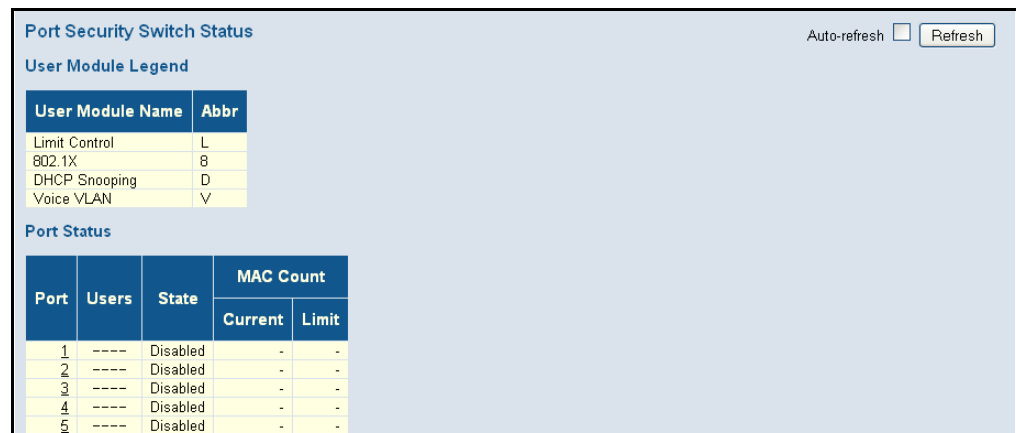 Port Security Switch Status
Auto-refresh Refresh
User Module Legend
User Module Name Abbr
Limit Control L
802.1X 8
DHCP Snooping D
Voice VLAN V
Port Status
Port Users State MAC Count
Current Limit
1 ---- Disabled - -
2 ---- Disabled - -
3 ---- Disabled - -
4 ---- Disabled - -
5 ---- Disabled - -